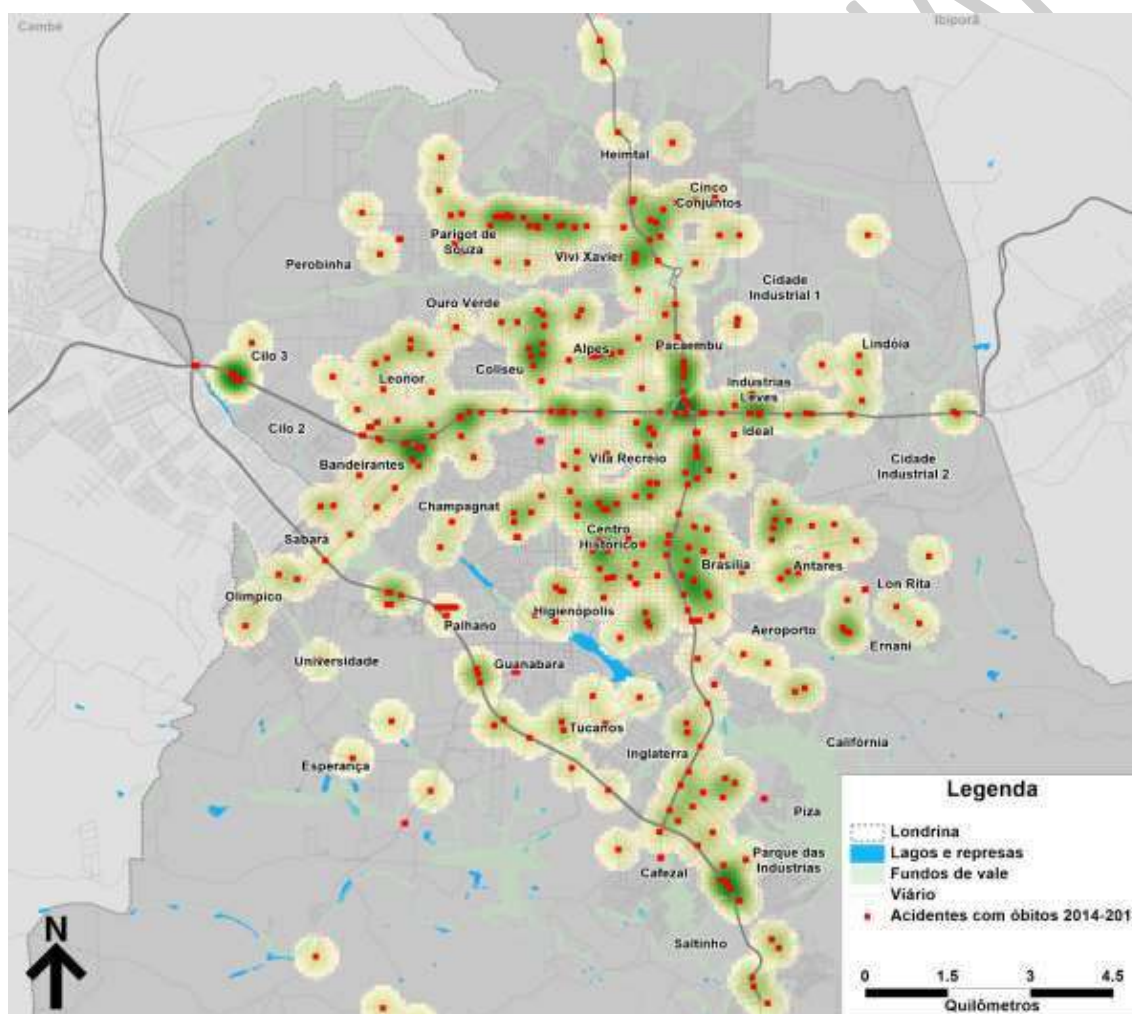 Cambé
Ibiporã
Heimtal
Cinco
Conjuntos
Parigot de
Souza
Vivi Xavier
Perobinha
Cidade
Industrial 1
Ouro Verde
Alpes
Pacaembu
Lindóia
Cilo 3
Leonor
Coliseu
Industrias
Leves
Cilo 2
Ideal
Bandeirantes
Vila Recreio
Cidade
Industrial 2
Champagnat
Centro
Histórico
Sabará
Brasília
Antares
Lon Rita
Olímpico
Higienópolis
Palhano
Aeroporto
Ernani
Universidade
Guanabara
Tucanos
Inglaterra
Califórnia
Esperança
Piza
Parque das
Indústrias
Cafezal
Saltinho
N
Legenda
Londrina
Lagos e represas
Fundos de vale
Viário
Acidentes com óbitos 2014-201
0 1.5 3 4.5
Quilômetros